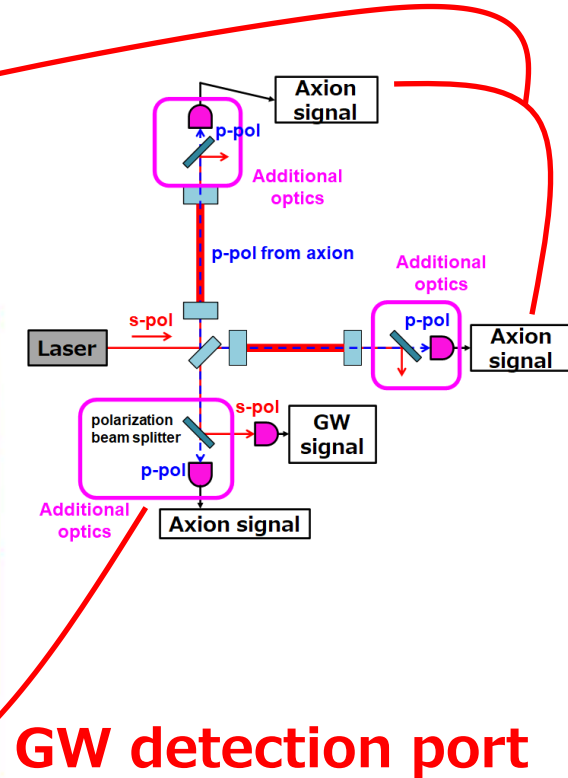 Axion
signal
p-pol
Additional
optics
p-pol from axion
Additional
optics
s-pol
p-pol
Laser
Axion
signal
s-pol
polarization
beam splitter
GW
signal
p-pol
Additional
optics
Axion signal
GW detection port